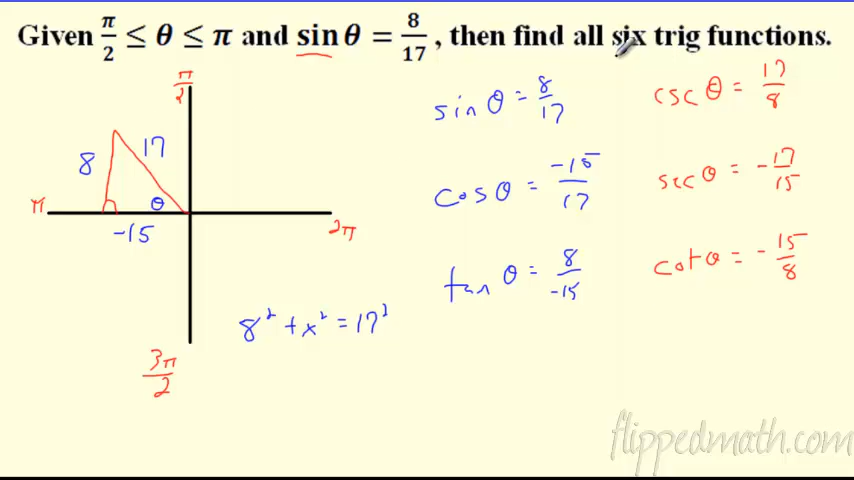 Given π/2 ≤ θ ≤ π and sin θ = 8/17, then find all six trig functions.
π/2
8
17
π
θ
-15
2π
3π/2
8² + x² = 17²
sin θ = 8/17
cos θ = -15/17
tan θ = 8/-15
csc θ = 17/8
sec θ = -17/15
cot θ = -15/8
flippedmath.com